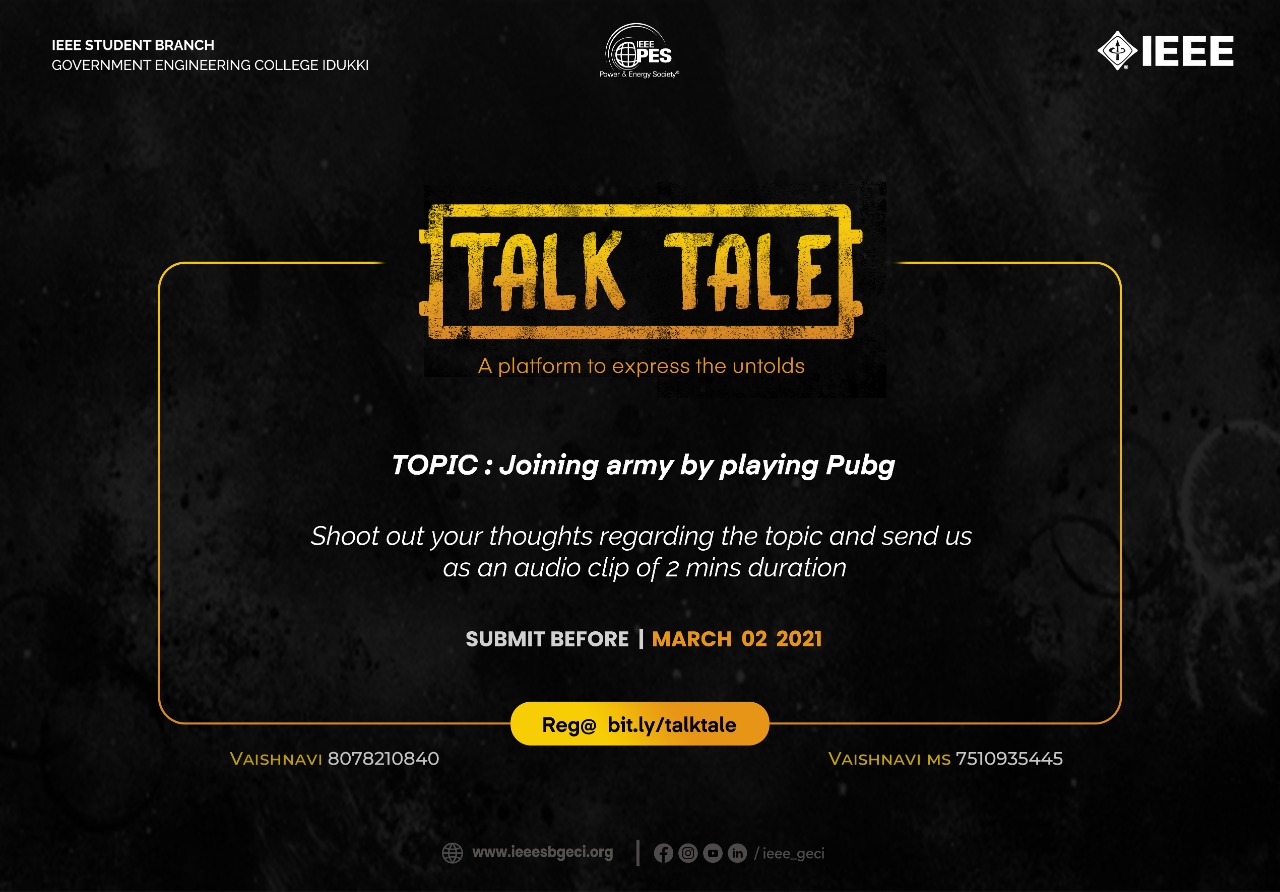 IEEE STUDENT BRANCH
GOVERNMENT ENGINEERING COLLEGE IDUKKI
IEEE
PES
Power & Energy Society®
IEEE
TALK TALE
A platform to express the untolds
TOPIC : Joining army by playing Pubg
Shoot out your thoughts regarding the topic and send us
as an audio clip of 2 mins duration
SUBMIT BEFORE | MARCH 02 2021
Reg@ bit.ly/talktale
VAISHNAVI 8078210840
VAISHNAVI MS 7510935445
www.ieeesbgeci.org | /ieee_geci